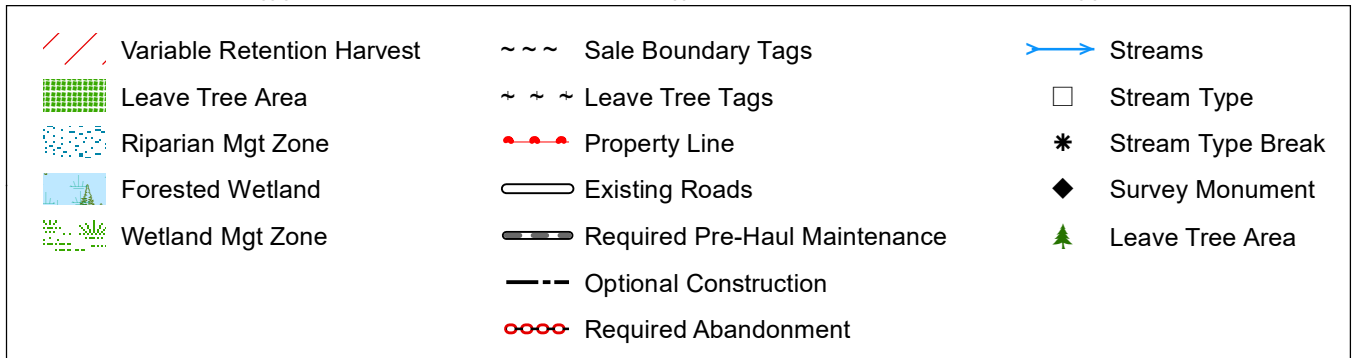 Variable Retention Harvest
Leave Tree Area
Riparian Mgt Zone
Forested Wetland
Wetland Mgt Zone
Sale Boundary Tags
Leave Tree Tags
Property Line
Existing Roads
Required Pre-Haul Maintenance
Optional Construction
Required Abandonment
Streams
Stream Type
Stream Type Break
Survey Monument
Leave Tree Area